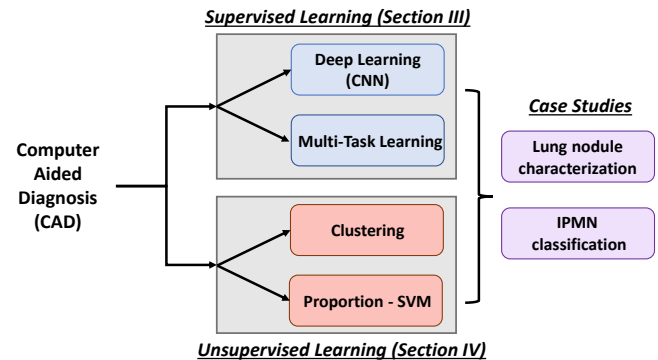 Supervised Learning (Section III)
Deep Learning
(CNN)
Multi-Task Learning
Computer
Aided
Diagnosis
(CAD)
Clustering
Proportion - SVM
Unsupervised Learning (Section IV)
Case Studies
Lung nodule
characterization
IPMN
classification